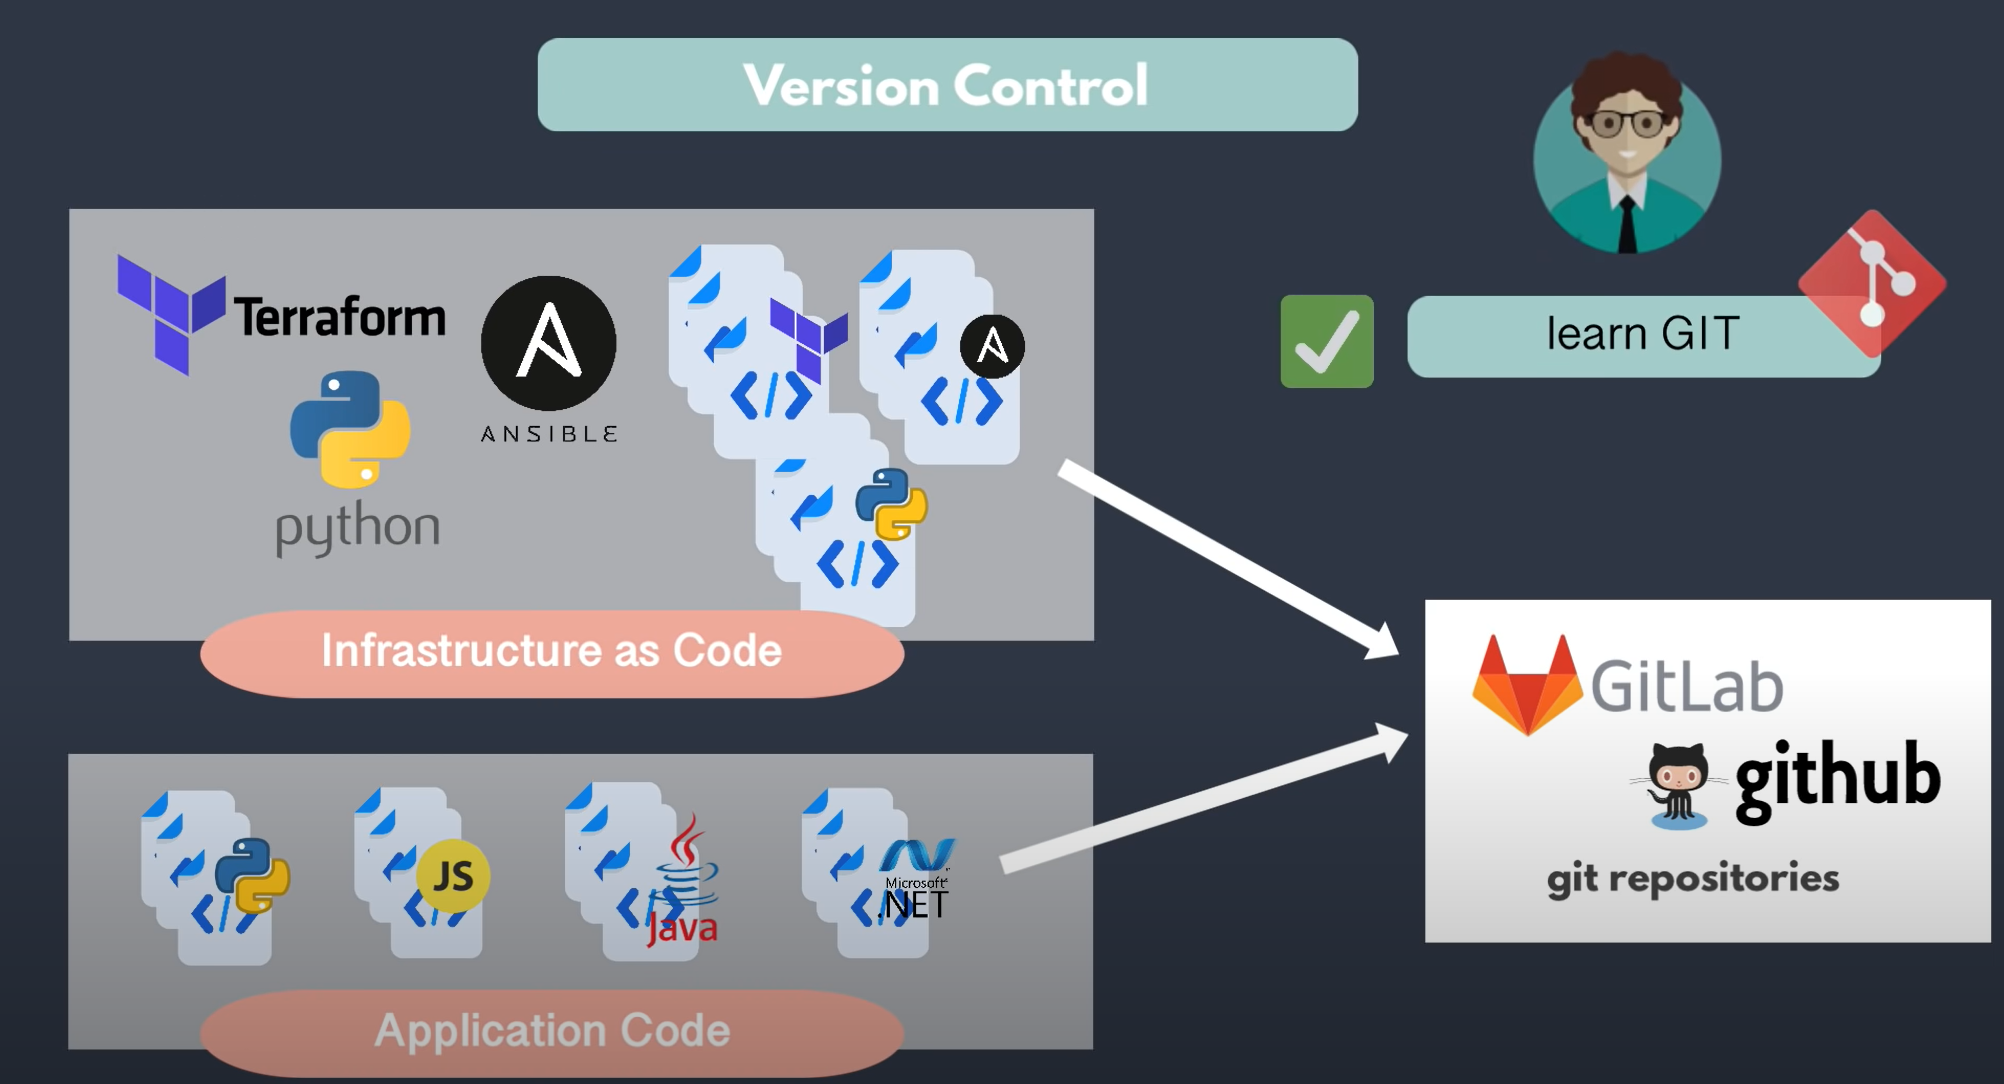 Version Control
learn GIT
Terraform
ANSIBLE
python
Infrastructure as Code
GitLab
github
git repositories
JS
Java
Microsoft
.NET
Application Code